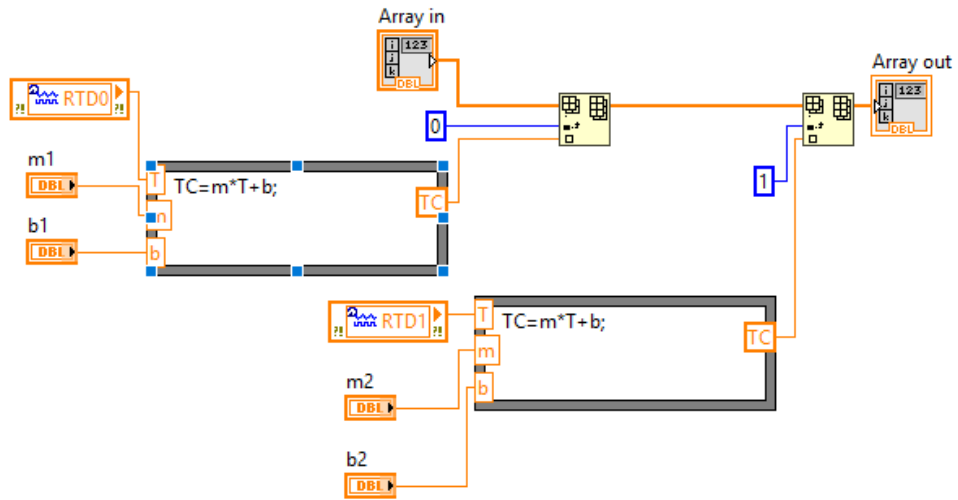 Array in
i
j
k
123
DBL
Array out
i
j
k
123
DBL
RTD0
?!
?!
0
m1
DBL
T
TC=m*T+b;
TC
1
b1
DBL
b
RTD1
?!
?!
T
TC=m*T+b;
TC
m
m2
DBL
b
b2
DBL